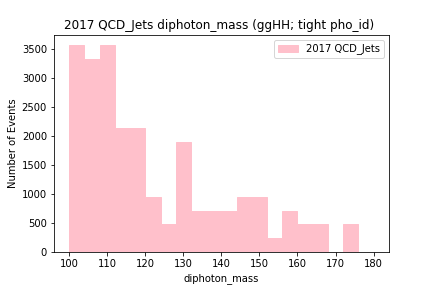 2017 QCD_Jets diphoton_mass (ggHH; tight pho_id)
2017 QCD_Jets
Number of Events
3500
3000
2500
2000
1500
1000
500
0
100 110 120 130 140 150 160 170 180
diphoton_mass